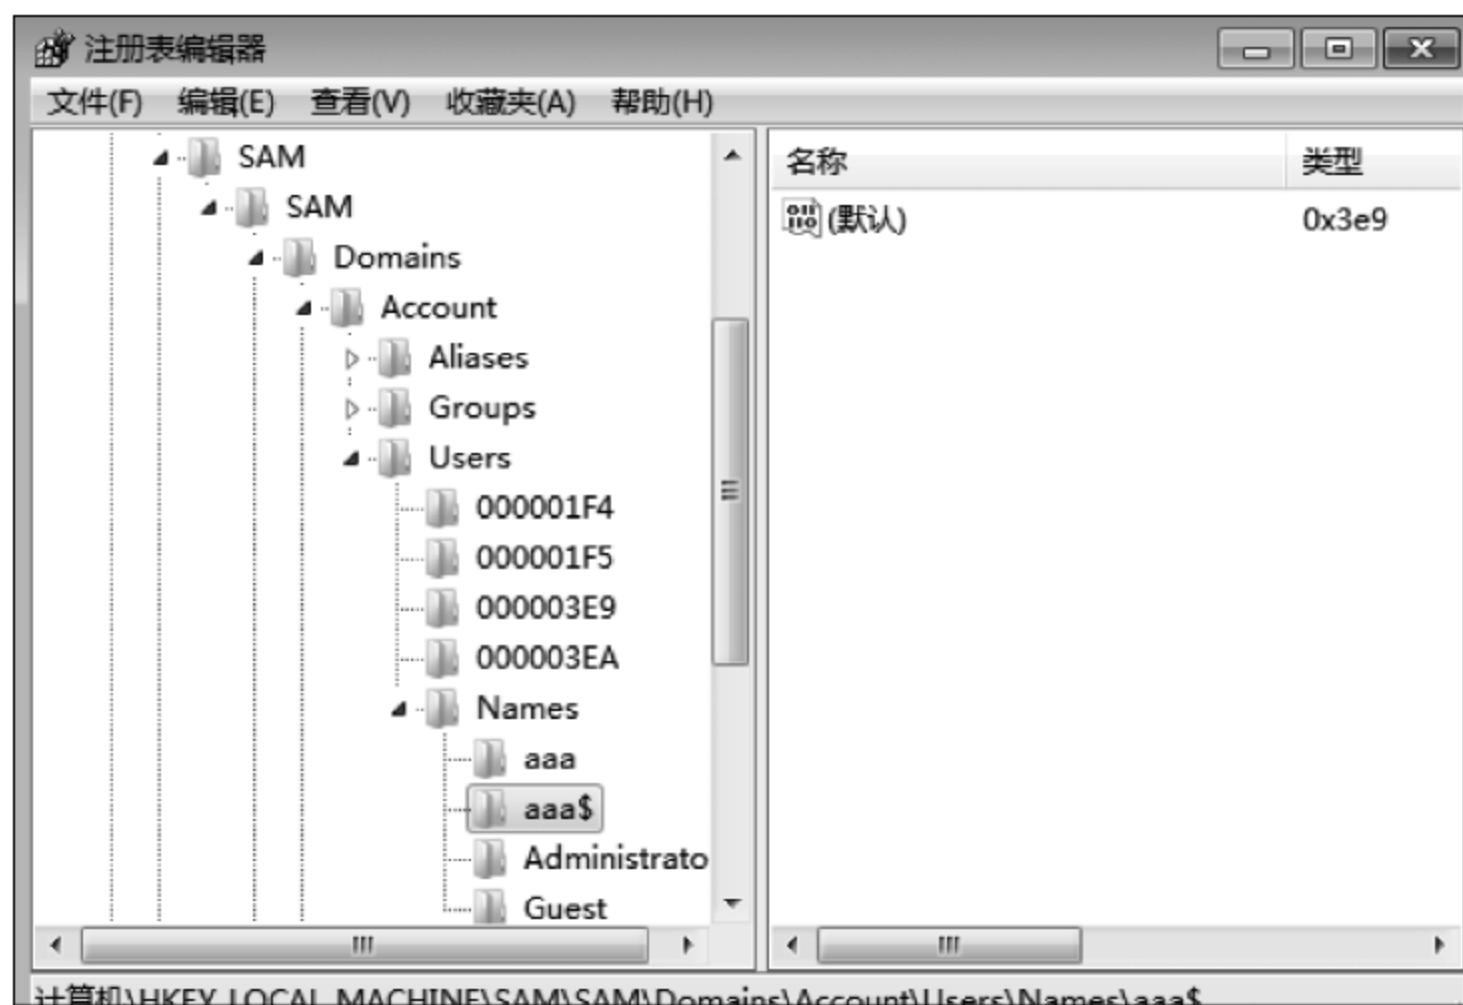 注册表编辑器
文件(F) 编辑(E) 查看(V) 收藏夹(A) 帮助(H)
SAM
SAM
Domains
Account
Aliases
Groups
Users
000001F4
000001F5
000003E9
000003EA
Names
aaa
aaa$
Administrato
Guest
名称 类型
(默认) 0x3e9
计算机\HKEY_LOCAL_MACHINE\SAM\SAM\Domains\Account\Users\Names\aaa$